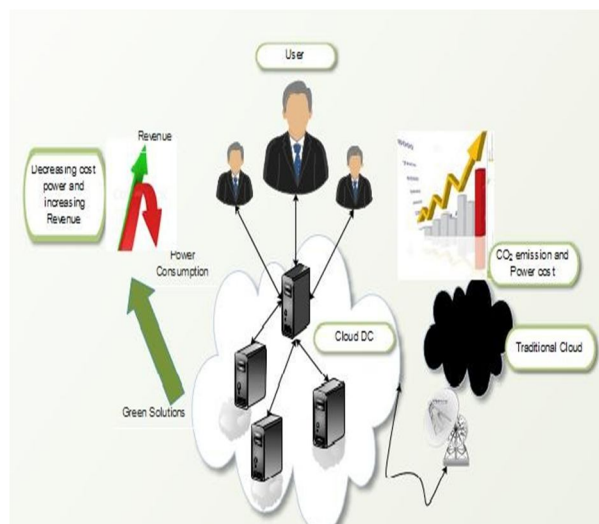 User
Revenue
Decreasing cost
power and
increasing
Revenue
Power
Consumption
CO₂ emission and
Power cost
Cloud DC
Traditional Cloud
Green Solutions